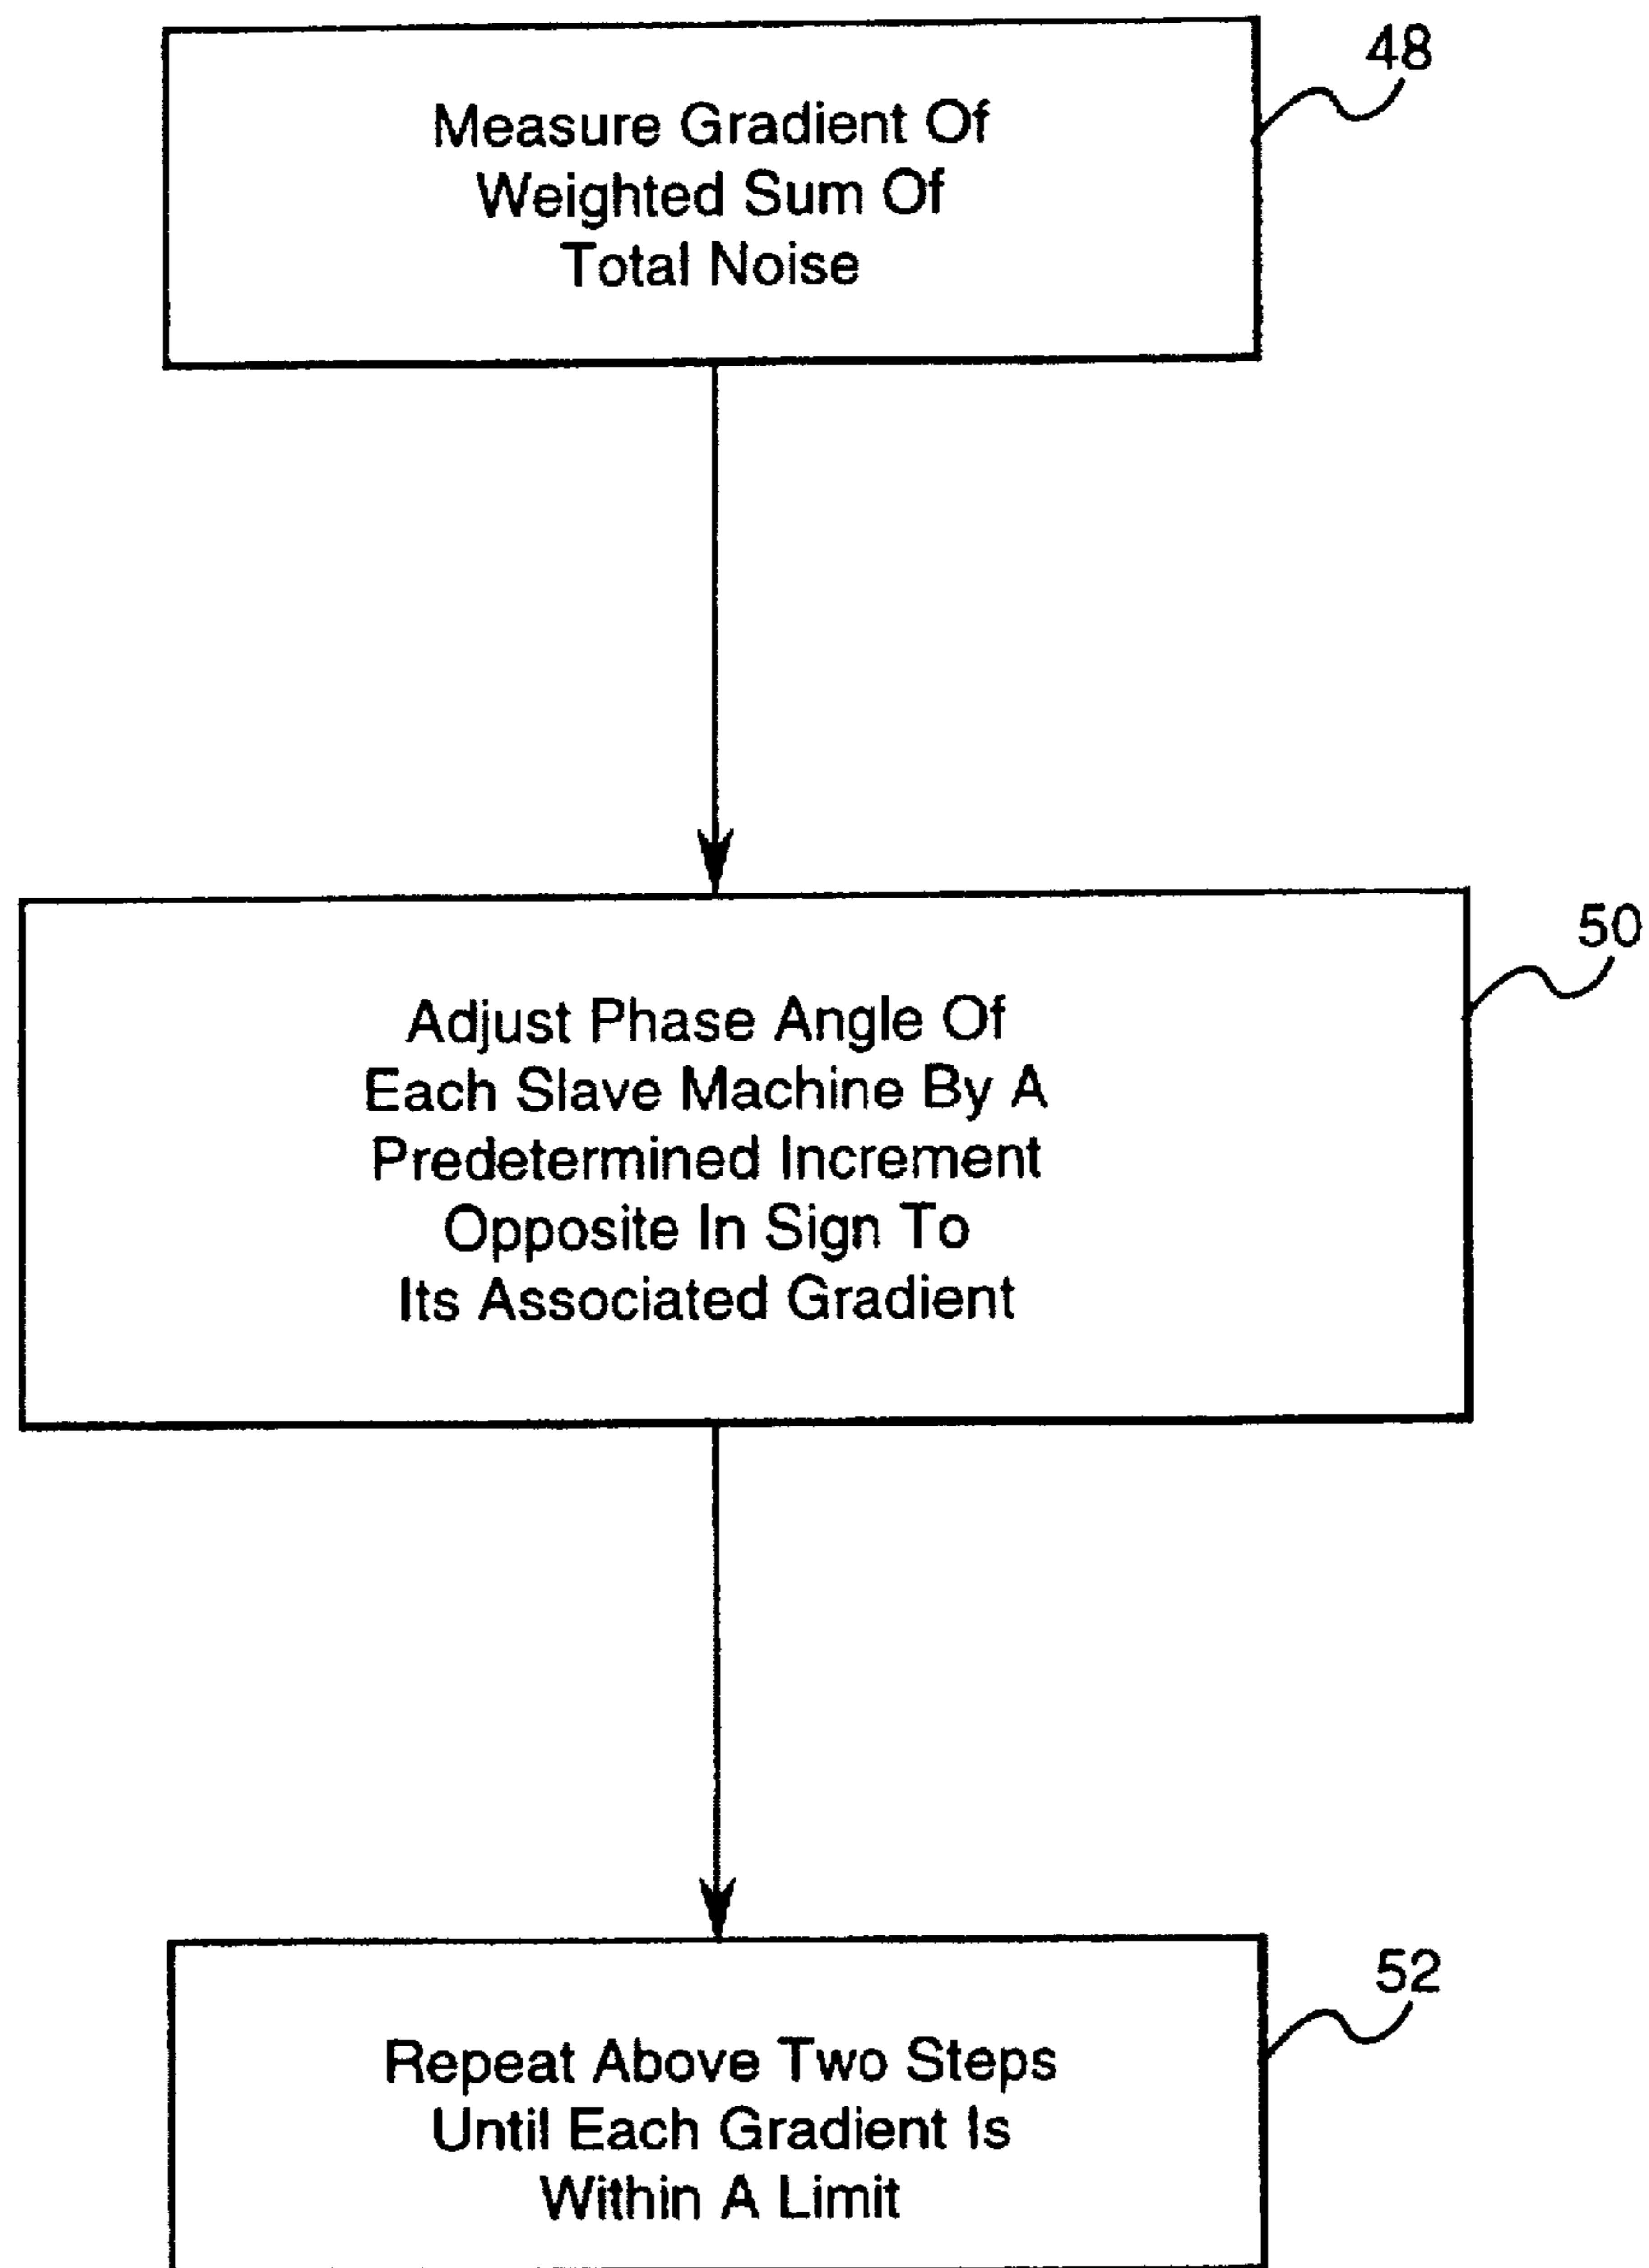 48
Measure Gradient Of
Weighted Sum Of
Total Noise
50
Adjust Phase Angle Of
Each Slave Machine By A
Predetermined Increment
Opposite In Sign To
Its Associated Gradient
52
Repeat Above Two Steps
Until Each Gradient Is
Within A Limit